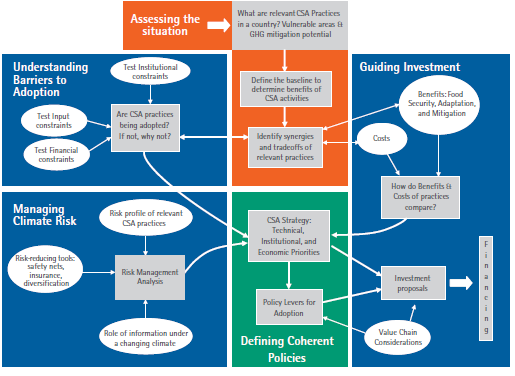 Assessing the
situation
What are relevant CSA Practices
in a country? Vulnerable areas &
GHG mitigation potential
Understanding
Barriers to
Adoption
Test Institutional
constraints
Test Input
constraints
Test Financial
constraints
Are CSA practices
being adopted?
If not, why not?
Define the baseline to
determine benefits of
CSA activities
Identify synergies
and tradeoffs of
relevant practices
Guiding Investment
Benefits: Food
Security, Adaptation,
and Mitigation
Costs
How do Benefits &
Costs of practices
compare?
Managing
Climate Risk
Risk profile of relevant
CSA practices
Risk-reducing tools:
safety nets,
insurance,
diversification
Risk Management
Analysis
Role of information under
a changing climate
CSA Strategy:
Technical,
Institutional, and
Economic Priorities
Policy Levers for
Adoption
Defining Coherent
Policies
Investment
proposals
Value Chain
Considerations
F
i
n
a
n
c
i
n
g